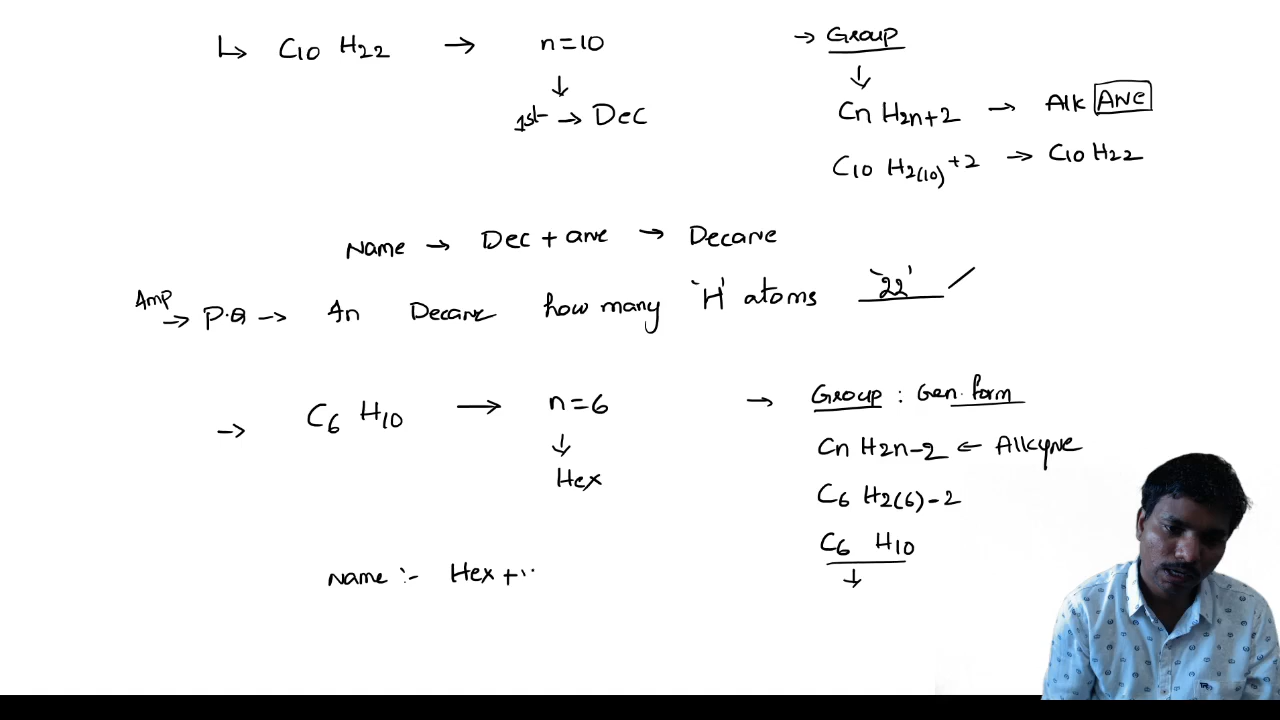 ↳ C10 H22 → n=10 → Group
↓ ↓
1st → Dec Cn H2n+2 → Alk ANE
C10 H2(10)+2 → C10 H22
Name → Dec + ane → Decane
Amp
→ P.Q → An Decane how many 'H' atoms '22'
→ C6 H10 → n=6 → Group : Gen. form
↓ Cn H2n-2 ← Alkyne
Hex C6 H2(6)-2
C6 H10
↓
Name :- Hex +